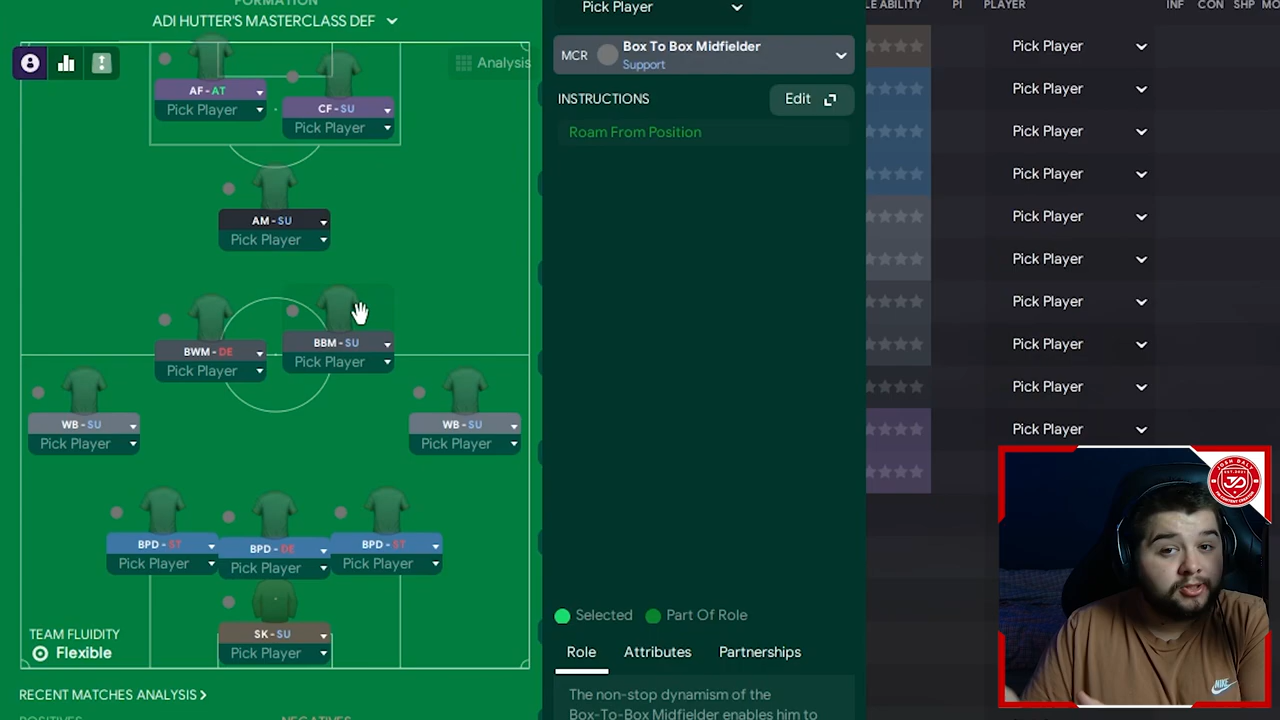 FORMATION
ADI HUTTER'S MASTERCLASS DEF
Analysis
AF - AT
Pick Player
CF - SU
Pick Player
AM - SU
Pick Player
BWM - DE
Pick Player
BBM - SU
Pick Player
WB - SU
Pick Player
WB - SU
Pick Player
BPD - ST
Pick Player
BPD - DE
Pick Player
BPD - ST
Pick Player
SK - SU
Pick Player
TEAM FLUIDITY
Flexible
RECENT MATCHES ANALYSIS
POSITIVES
NEGATIVES
Pick Player
MCR
Box To Box Midfielder
Support
INSTRUCTIONS
Edit
Roam From Position
Selected
Part Of Role
Role
Attributes
Partnerships
The non-stop dynamism of the
Box-To-Box Midfielder enables him to
LE ABILITY
PI
PLAYER
INF
CON
SHP
MO
Pick Player
Pick Player
Pick Player
Pick Player
Pick Player
Pick Player
Pick Player
Pick Player
Pick Player
Pick Player
JOSH DALY
JD